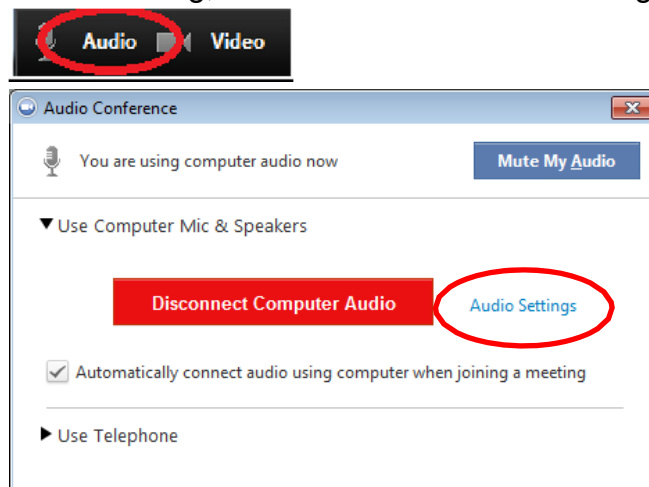 Audio Video
Audio Conference
You are using computer audio now Mute My Audio
Use Computer Mic & Speakers
Disconnect Computer Audio Audio Settings
Automatically connect audio using computer when joining a meeting
Use Telephone